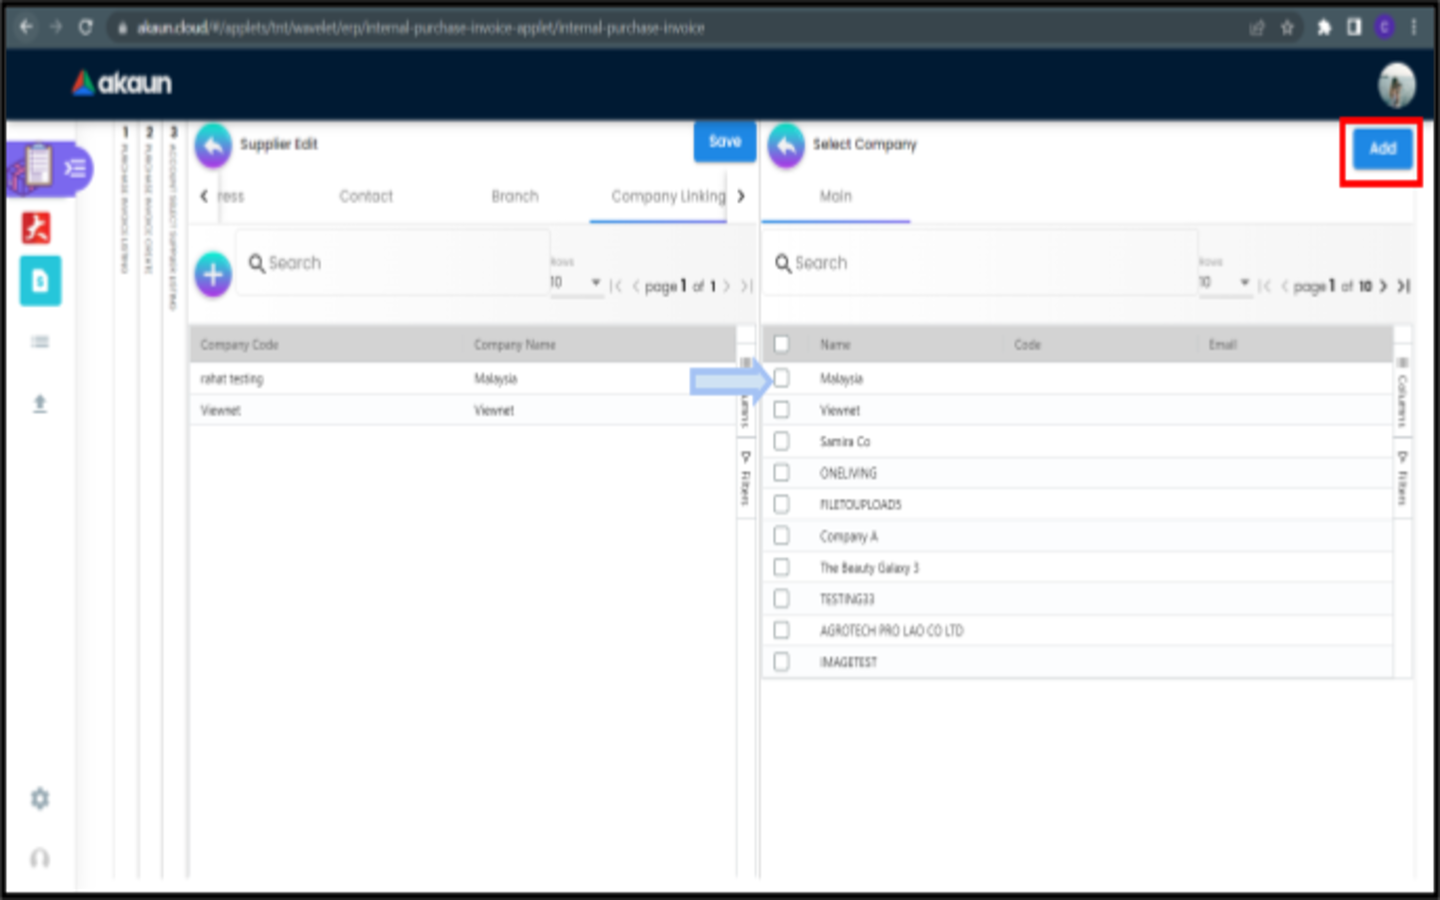 akaun.cloud/#/applets/tnt/wavelet/erp/internal-purchase-invoice-applet/internal-purchase-invoice
akaun
1 PURCHASE INVOICE LISTING
2 PURCHASE INVOICE CREATE
3 ACCOUNT SELECT SUPPLIER LISTING
Supplier Edit
Save
ress
Contact
Branch
Company Linking
Search
Rows
10
page 1 of 1
Company Code
Company Name
rahat testing
Malaysia
Viewnet
Viewnet
umns
Filters
Select Company
Add
Main
Search
Rows
10
page 1 of 10
Name
Code
Email
Malaysia
Viewnet
Samira Co
ONELIVING
FILETOUPLOADS
Company A
The Beauty Galaxy 3
TESTING33
AGROTECH PRO LAO CO LTD
IMAGETEST
Columns
Filters